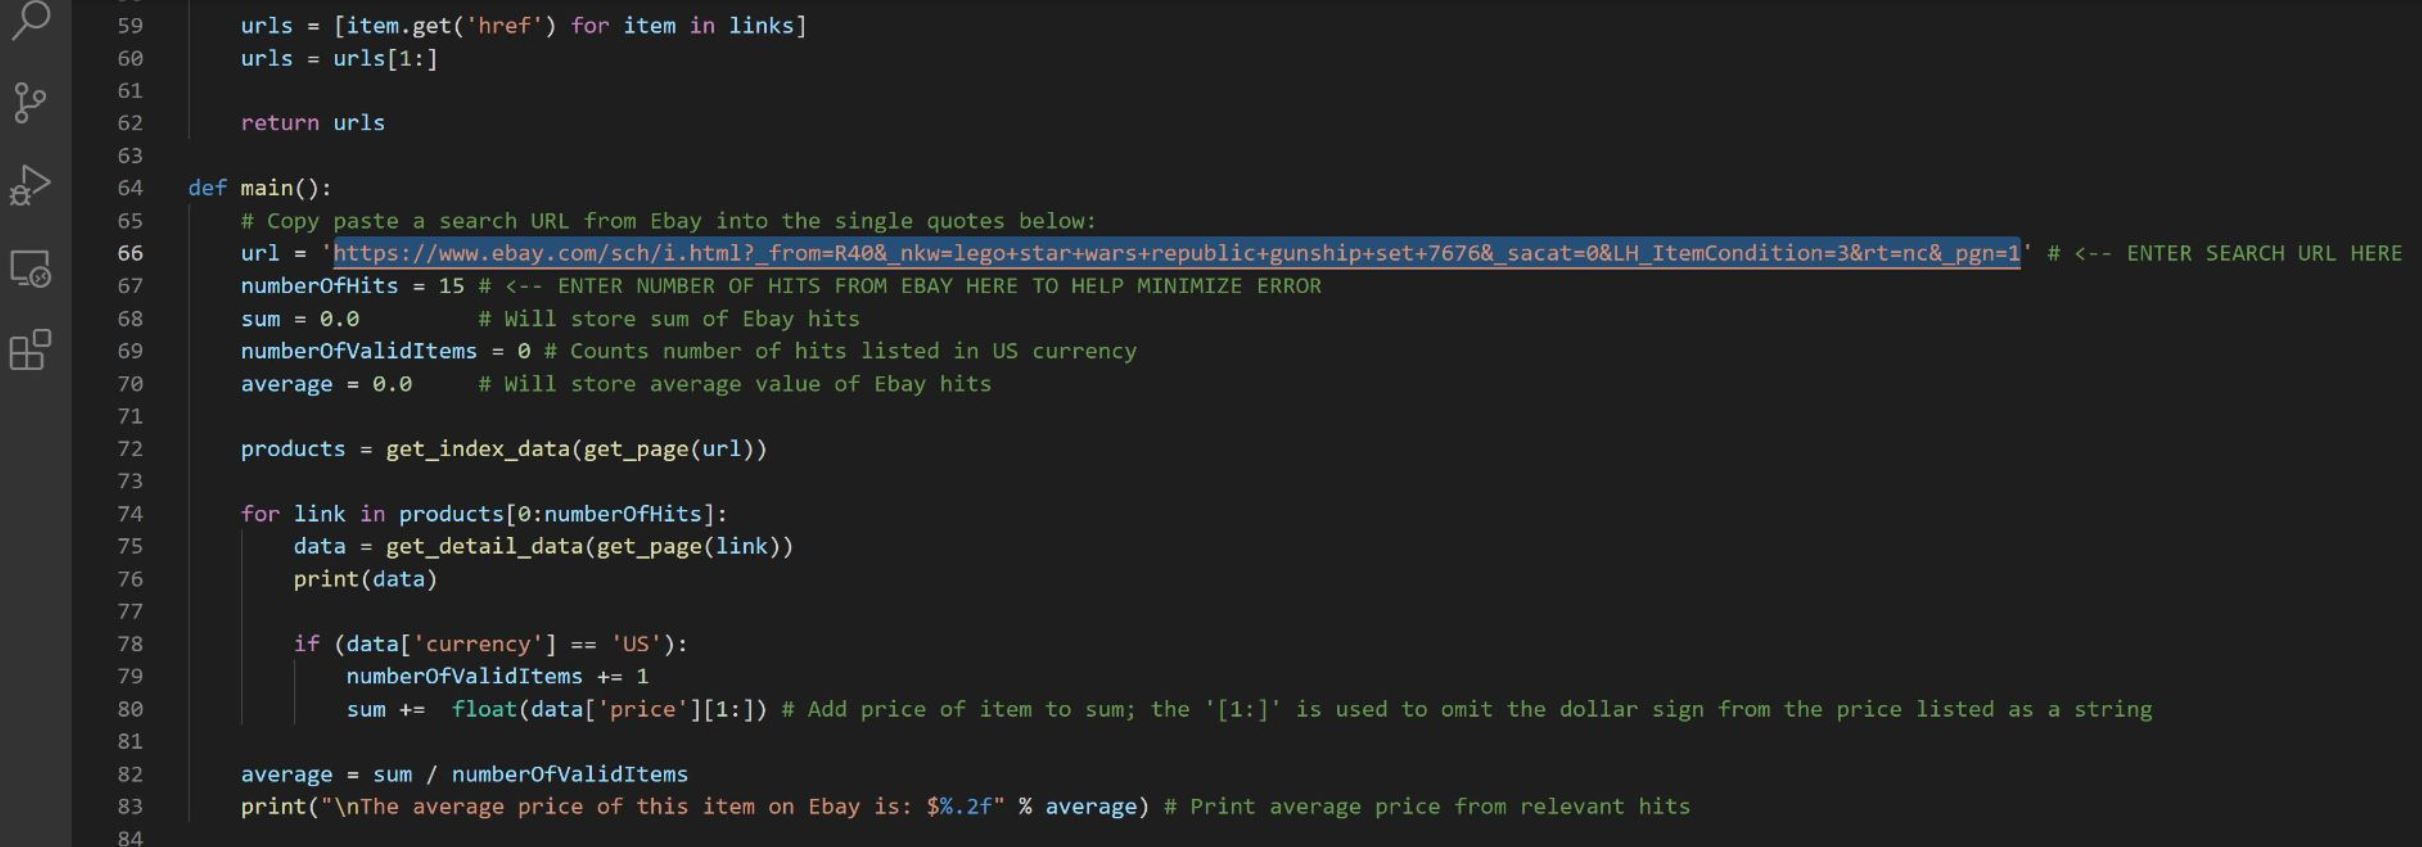 59 urls = [item.get('href') for item in links]
60 urls = urls[1:]
61
62 return urls
63
64 def main():
65 # Copy paste a search URL from Ebay into the single quotes below:
66 url = 'https://www.ebay.com/sch/i.html?_from=R40&_nkw=lego+star+wars+republic+gunship+set+7676&_sacat=0&LH_ItemCondition=3&rt=nc&_pgn=1' # <-- ENTER SEARCH URL HERE
67 numberOfHits = 15 # <-- ENTER NUMBER OF HITS FROM EBAY HERE TO HELP MINIMIZE ERROR
68 sum = 0.0 # Will store sum of Ebay hits
69 numberOfValidItems = 0 # Counts number of hits listed in US currency
70 average = 0.0 # Will store average value of Ebay hits
71
72 products = get_index_data(get_page(url))
73
74 for link in products[0:numberOfHits]:
75 data = get_detail_data(get_page(link))
76 print(data)
77
78 if (data['currency'] == 'US'):
79 numberOfValidItems += 1
80 sum += float(data['price'][1:]) # Add price of item to sum; the '[1:]' is used to omit the dollar sign from the price listed as a string
81
82 average = sum / numberOfValidItems
83 print("\nThe average price of this item on Ebay is: $%.2f" % average) # Print average price from relevant hits
84